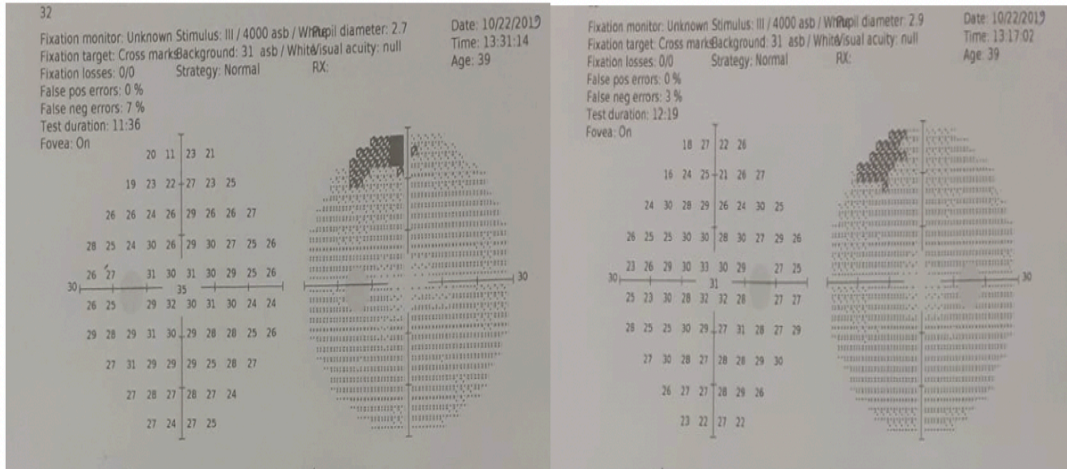 32
Fixation monitor: Unknown Stimulus: III / 4000 asb / White Pupil diameter: 2.7 Date: 10/22/2019
Fixation target: Cross marks Background: 31 asb / White Visual acuity: null Time: 13:31:14
Fixation losses: 0/0 Strategy: Normal RX: Age: 39
False pos errors: 0 %
False neg errors: 7 %
Test duration: 11:36
Fovea: On
20 11 23 21
19 23 22 27 23 25
26 26 24 26 29 26 26 27
28 25 24 30 26 29 30 27 25 26
26 27 31 30 31 30 29 25 26
30 35 30
26 25 29 32 30 31 30 24 24
29 28 29 31 30 29 28 28 25 26
27 31 29 29 29 25 28 27
27 28 27 28 27 24
27 24 27 25
Fixation monitor: Unknown Stimulus: III / 4000 asb / White Pupil diameter: 2.9 Date: 10/22/2019
Fixation target: Cross marks Background: 31 asb / White Visual acuity: null Time: 13:17:02
Fixation losses: 0/0 Strategy: Normal RX: Age: 39
False pos errors: 0 %
False neg errors: 3 %
Test duration: 12:19
Fovea: On
18 27 22 26
16 24 25 21 26 27
24 30 28 29 26 24 30 25
26 25 25 30 30 28 30 27 29 26
23 26 29 30 33 30 29 27 25
30 31 30
25 23 30 28 32 32 28 27 27
28 25 25 30 29 27 31 28 27 29
27 30 28 27 28 28 29 30
26 27 27 28 29 26
23 22 27 22